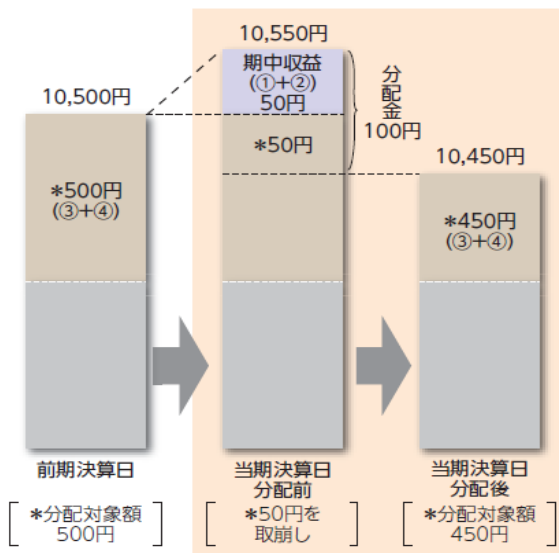 10,500円
*500円
(③+④)
前期決算日
*分配対象額
500円
10,550円
期中収益
(①+②)
50円
*50円
分配金
100円
当期決算日
分配前
*50円を
取崩し
10,450円
*450円
(③+④)
当期決算日
分配後
*分配対象額
450円